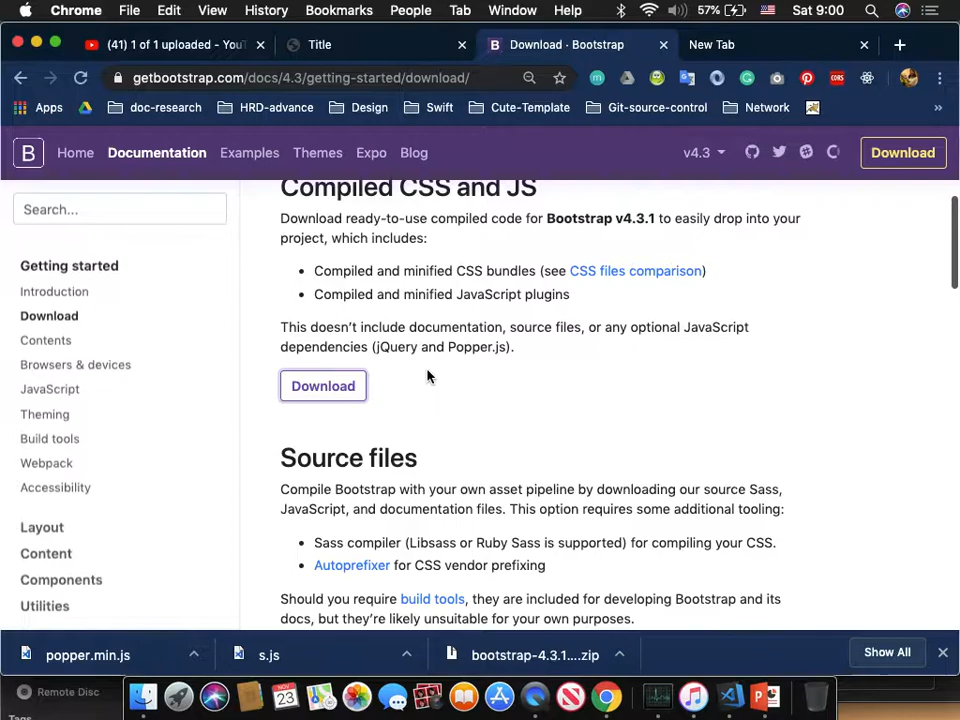 Chrome File Edit View History Bookmarks People Tab Window Help 57% Sat 9:00
(41) 1 of 1 uploaded - YouT Title Download · Bootstrap New Tab
getbootstrap.com/docs/4.3/getting-started/download/
Apps doc-research HRD-advance Design Swift Cute-Template Git-source-control Network »
B Home Documentation Examples Themes Expo Blog v4.3 Download
Compiled CSS and JS
Search...
Download ready-to-use compiled code for Bootstrap v4.3.1 to easily drop into your
project, which includes:
Getting started
Introduction
Download
Contents
Browsers & devices
JavaScript
Theming
Build tools
Webpack
Accessibility
Layout
Content
Components
Utilities
• Compiled and minified CSS bundles (see CSS files comparison)
• Compiled and minified JavaScript plugins
This doesn't include documentation, source files, or any optional JavaScript
dependencies (jQuery and Popper.js).
Download
Source files
Compile Bootstrap with your own asset pipeline by downloading our source Sass,
JavaScript, and documentation files. This option requires some additional tooling:
• Sass compiler (Libsass or Ruby Sass is supported) for compiling your CSS.
• Autoprefixer for CSS vendor prefixing
Should you require build tools, they are included for developing Bootstrap and its
docs, but they're likely unsuitable for your own purposes.
popper.min.js s.js bootstrap-4.3.1....zip Show All
Remote Disc
Tags
NOV
23